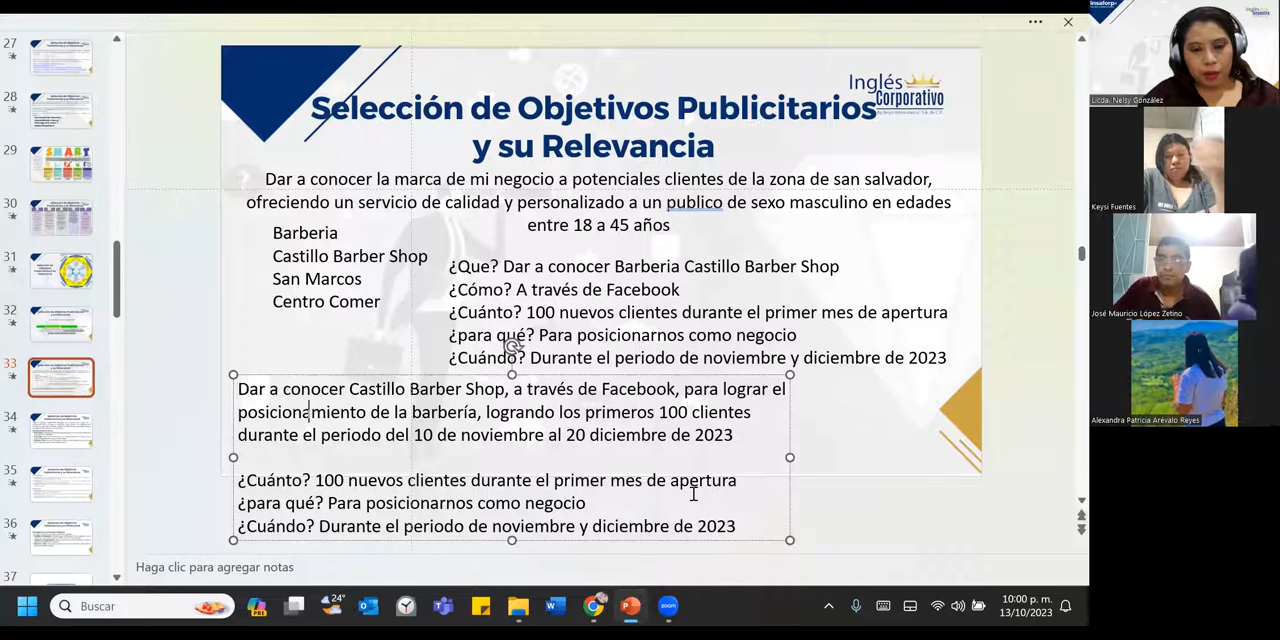 27
28
29
30
31
32
33
34
35
36
37
SMART
Inglés
Corporativo
Selección de Objetivos Publicitarios
y su Relevancia
Dar a conocer la marca de mi negocio a potenciales clientes de la zona de san salvador,
ofreciendo un servicio de calidad y personalizado a un publico de sexo masculino en edades
entre 18 a 45 años
Barberia
Castillo Barber Shop
San Marcos
Centro Comer
¿Que? Dar a conocer Barberia Castillo Barber Shop
¿Cómo? A través de Facebook
¿Cuánto? 100 nuevos clientes durante el primer mes de apertura
¿para qué? Para posicionarnos como negocio
¿Cuándo? Durante el periodo de noviembre y diciembre de 2023
Dar a conocer Castillo Barber Shop, a través de Facebook, para lograr el
posicionamiento de la barbería, logrando los primeros 100 clientes
durante el periodo del 10 de noviembre al 20 diciembre de 2023
¿Cuánto? 100 nuevos clientes durante el primer mes de apertura
¿para qué? Para posicionarnos como negocio
¿Cuándo? Durante el periodo de noviembre y diciembre de 2023
Haga clic para agregar notas
Insaforp
Licda. Nelsy González
Keysi Fuentes
José Mauricio López Zetino
Alexandra Patricia Arévalo Reyes
Buscar
PRE
24°
zoom
10:00 p. m.
13/10/2023